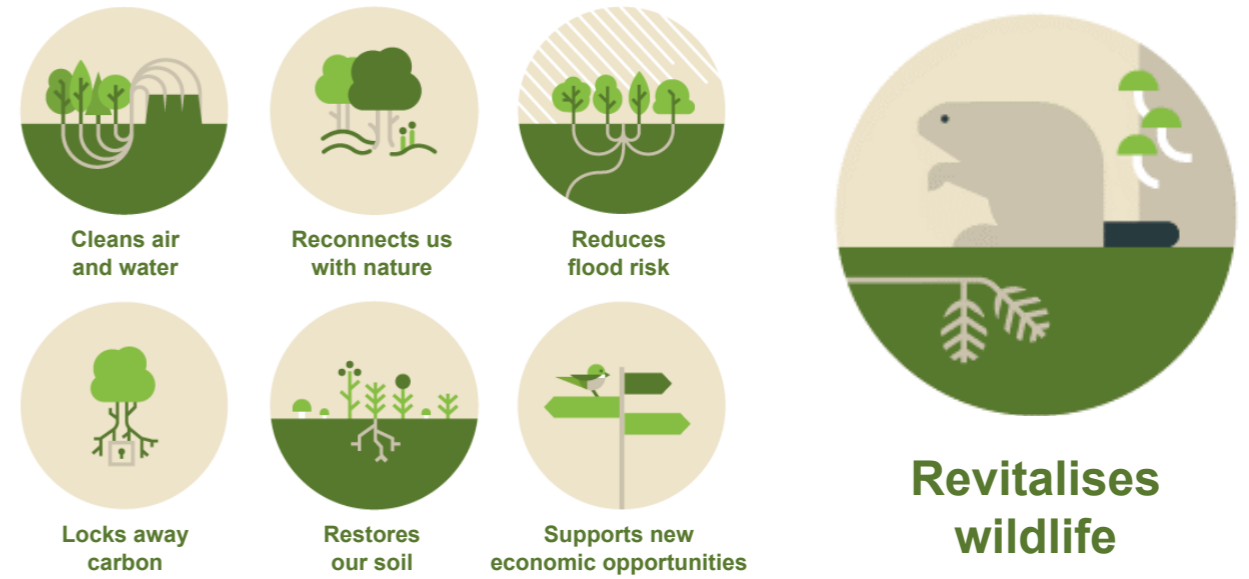 Cleans air
and water
Reconnects us
with nature
Reduces
flood risk
Locks away
carbon
Restores
our soil
Supports new
economic opportunities
Revitalises
wildlife